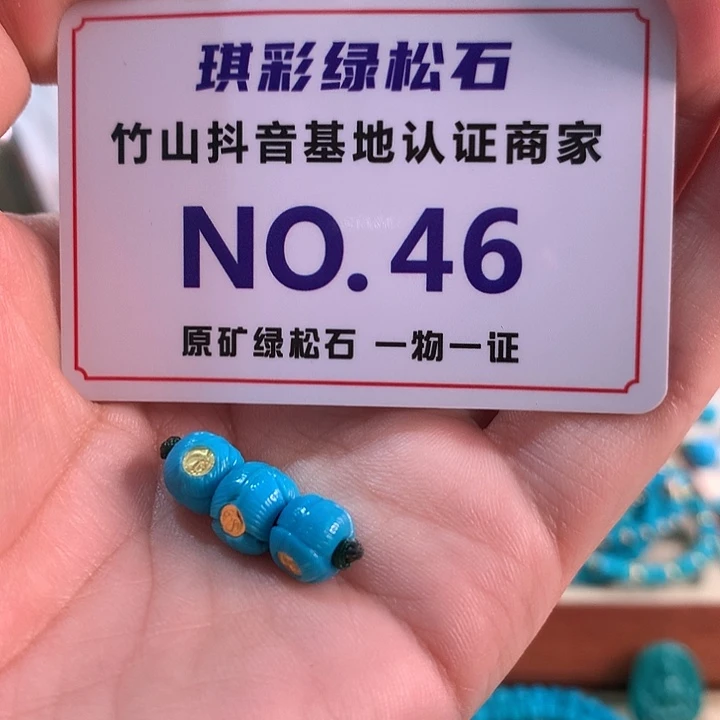 琪彩绿松石
竹山抖音基地认证商家
NO.46
原矿绿松石 一物一证